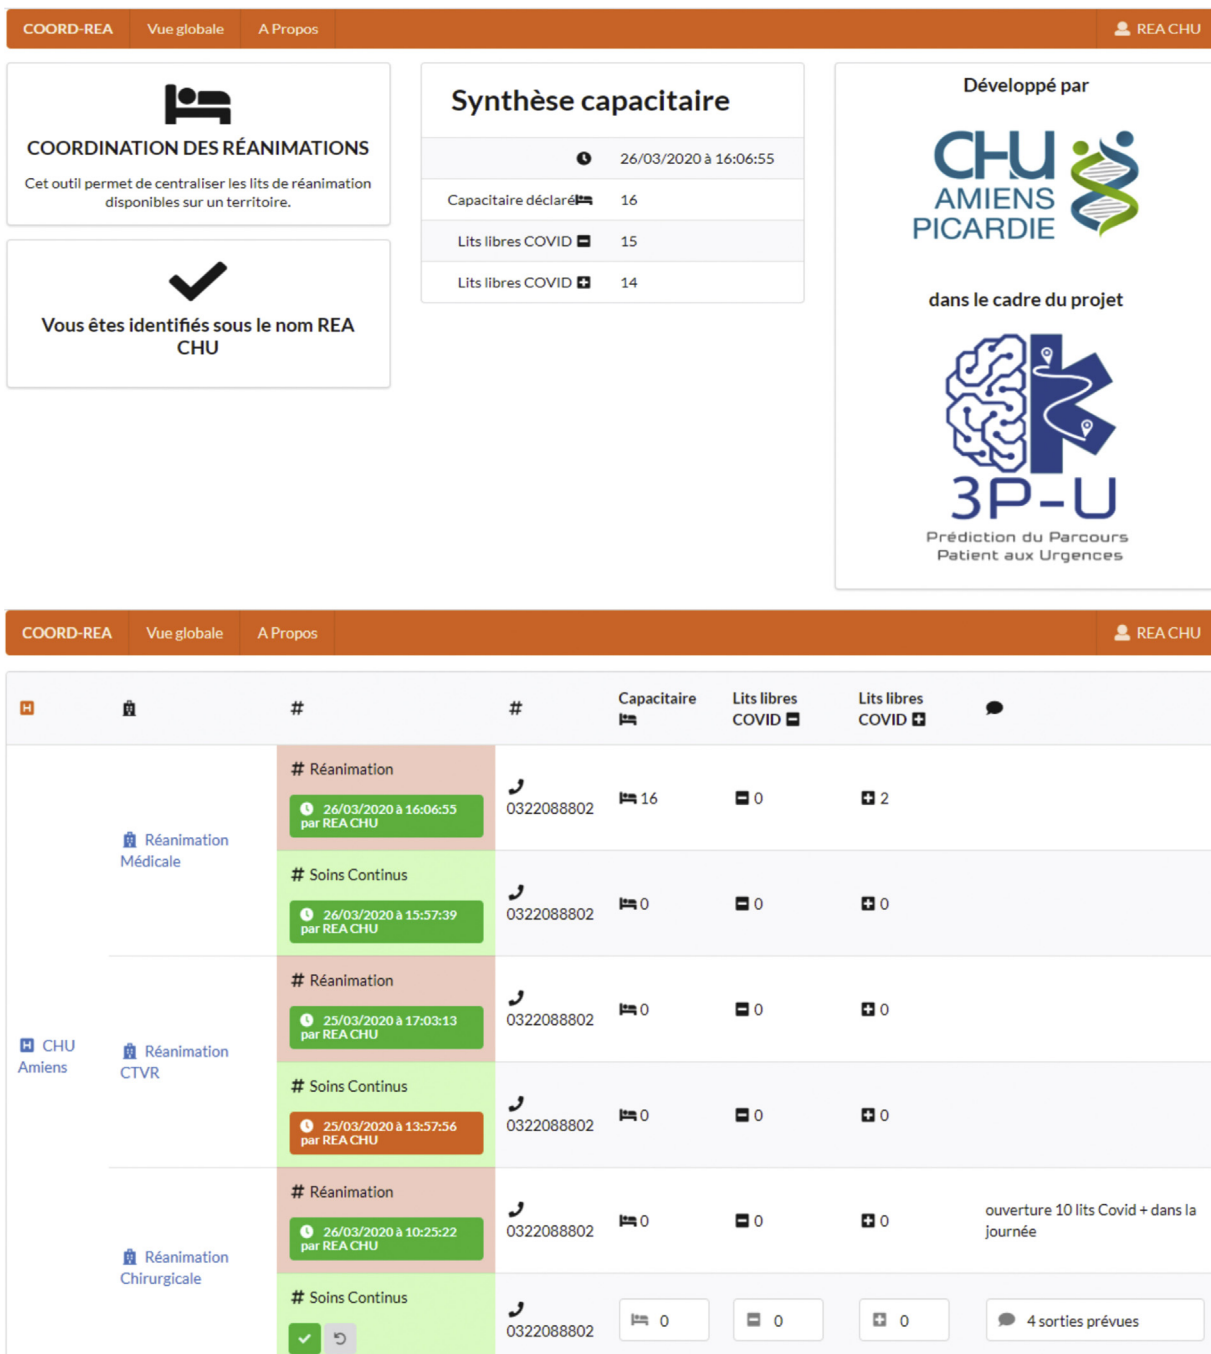 COORD-REA Vue globale A Propos REA CHU
COORDINATION DES RÉANIMATIONS
Cet outil permet de centraliser les lits de réanimation
disponibles sur un territoire.
Vous êtes identifiés sous le nom REA
CHU
Synthèse capacitaire
26/03/2020 à 16:06:55
Capacitaire déclaré 16
Lits libres COVID 15
Lits libres COVID 14
Développé par
CHU
AMIENS
PICARDIE
dans le cadre du projet
3P-U
Prédiction du Parcours
Patient aux Urgences
COORD-REA Vue globale A Propos REA CHU
H # # Capacitaire Lits libres COVID Lits libres COVID
H CHU
Amiens
Réanimation
Médicale
# Réanimation
26/03/2020 à 16:06:55
par REA CHU
0322088802 16 0 2
# Soins Continus
26/03/2020 à 15:57:39
par REA CHU
0322088802 0 0 0
Réanimation
CTVR
# Réanimation
25/03/2020 à 17:03:13
par REA CHU
0322088802 0 0 0
# Soins Continus
25/03/2020 à 13:57:56
par REA CHU
0322088802 0 0 0
Réanimation
Chirurgicale
# Réanimation
26/03/2020 à 10:25:22
par REA CHU
0322088802 0 0 0
ouverture 10 lits Covid + dans la
journée
# Soins Continus
0322088802 0 0 0 4 sorties prévues